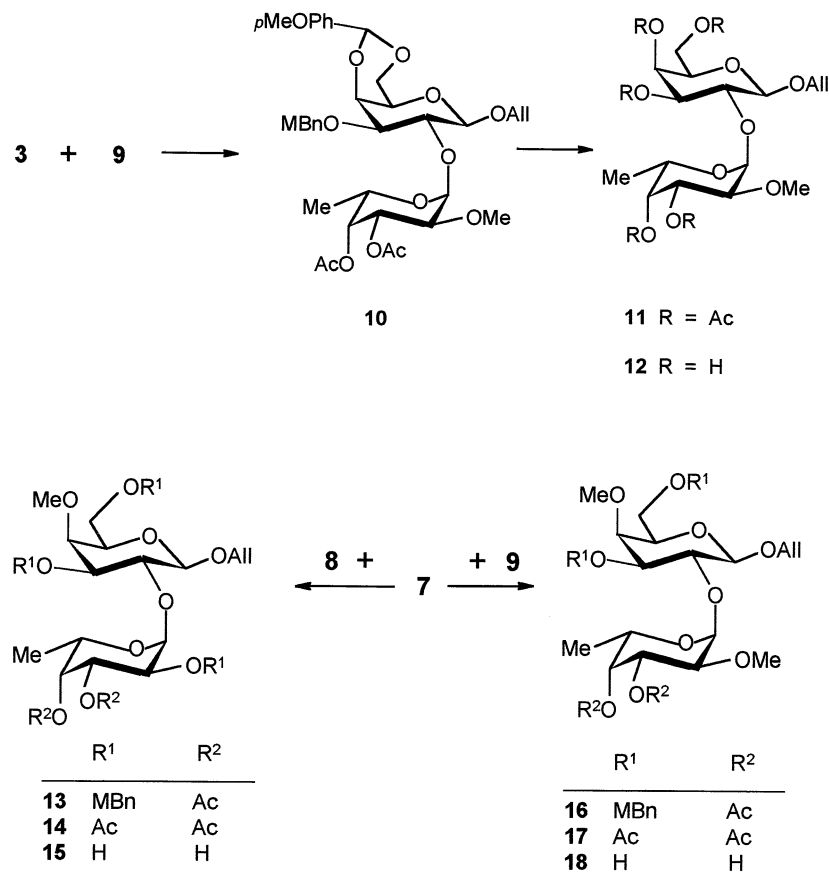 pMeOPh
O
O
O
OAll
MBnO
O
Me
O
OMe
AcO
OAc
3 + 9
10
RO
OR
O
OAll
RO
O
Me
O
OMe
RO
OR
11 R = Ac
12 R = H
MeO
OR¹
O
OAll
R¹O
O
Me
O
OR¹
R²O
OR²
R¹ R²
13 MBn Ac
14 Ac Ac
15 H H
8 + 7 + 9
MeO
OR¹
O
OAll
R¹O
O
Me
O
OMe
R²O
OR²
R¹ R²
16 MBn Ac
17 Ac Ac
18 H H